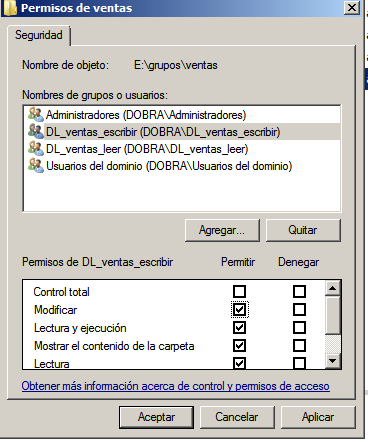 Permisos de ventas
Seguridad
Nombre de objeto: E:\grupos\ventas
Nombres de grupos o usuarios:
Administradores (DOBRA\Administradores)
DL_ventas_escribir (DOBRA\DL_ventas_escribir)
DL_ventas_leer (DOBRA\DL_ventas_leer)
Usuarios del dominio (DOBRA\Usuarios del dominio)
Agregar... Quitar
Permisos de DL_ventas_escribir Permitir Denegar
Control total
Modificar
Lectura y ejecución
Mostrar el contenido de la carpeta
Lectura
Obtener más información acerca de control y permisos de acceso
Aceptar Cancelar Aplicar